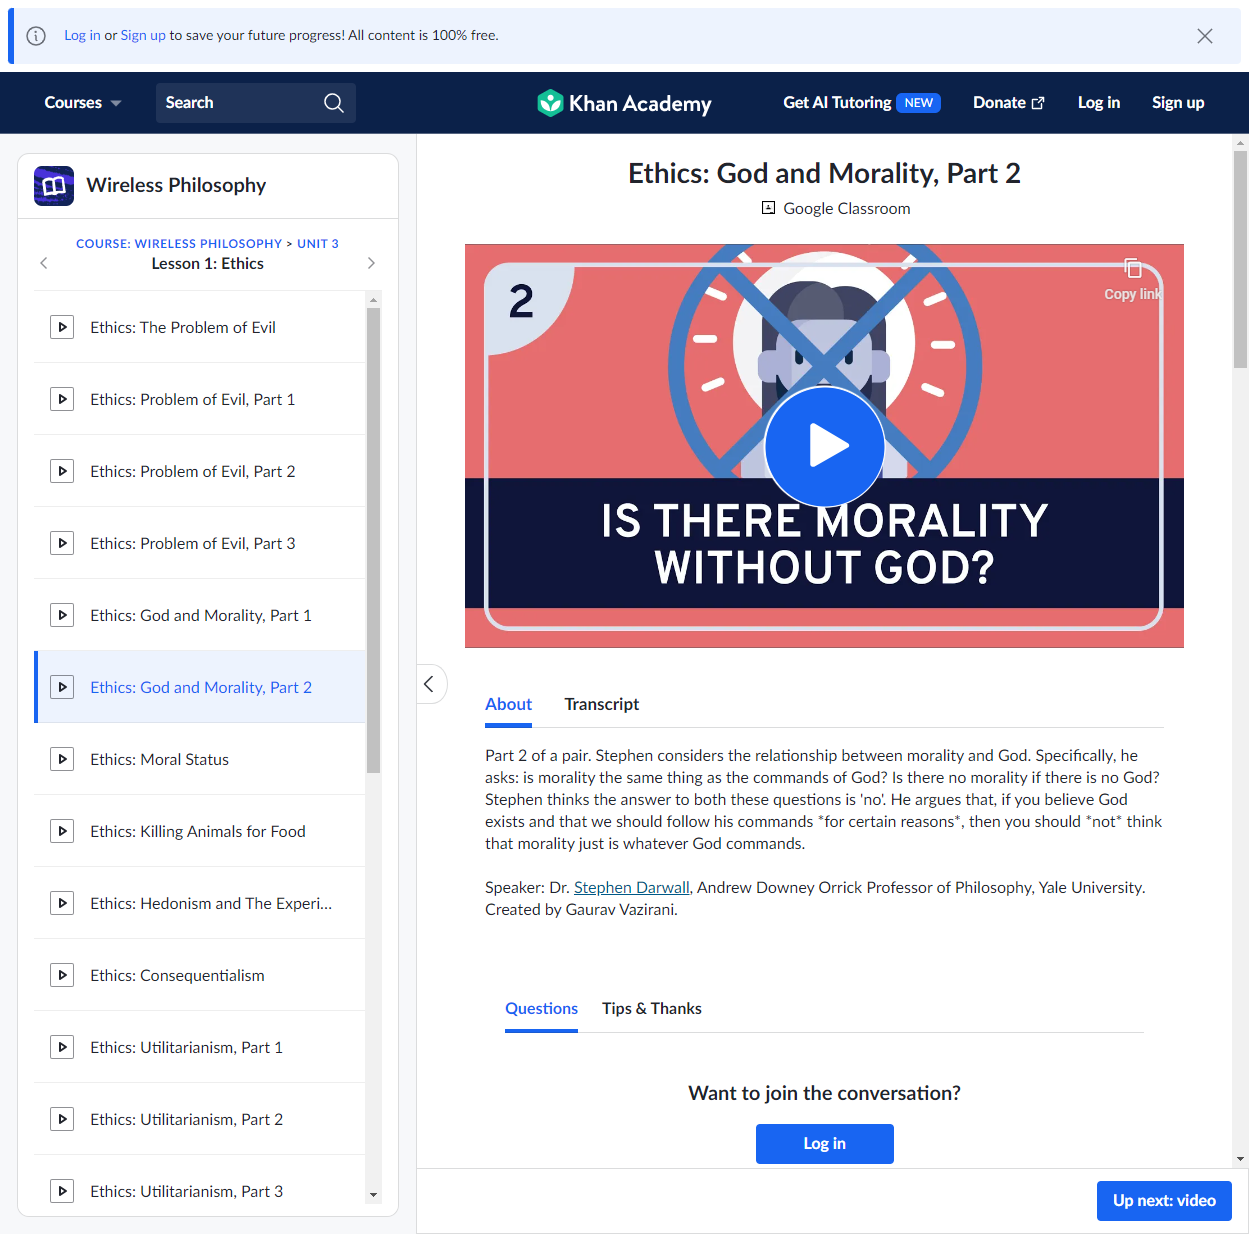 Log in or Sign up to save your future progress! All content is 100% free.
Courses
Search
Khan Academy
Get AI Tutoring NEW
Donate
Log in
Sign up
Wireless Philosophy
COURSE: WIRELESS PHILOSOPHY > UNIT 3
Lesson 1: Ethics
Ethics: The Problem of Evil
Ethics: Problem of Evil, Part 1
Ethics: Problem of Evil, Part 2
Ethics: Problem of Evil, Part 3
Ethics: God and Morality, Part 1
Ethics: God and Morality, Part 2
Ethics: Moral Status
Ethics: Killing Animals for Food
Ethics: Hedonism and The Experi...
Ethics: Consequentialism
Ethics: Utilitarianism, Part 1
Ethics: Utilitarianism, Part 2
Ethics: Utilitarianism, Part 3
Ethics: God and Morality, Part 2
Google Classroom
2
Copy link
IS THERE MORALITY
WITHOUT GOD?
About
Transcript
Part 2 of a pair. Stephen considers the relationship between morality and God. Specifically, he
asks: is morality the same thing as the commands of God? Is there no morality if there is no God?
Stephen thinks the answer to both these questions is 'no'. He argues that, if you believe God
exists and that we should follow his commands *for certain reasons*, then you should *not* think
that morality just is whatever God commands.
Speaker: Dr. Stephen Darwall, Andrew Downey Orrick Professor of Philosophy, Yale University.
Created by Gaurav Vazirani.
Questions
Tips & Thanks
Want to join the conversation?
Log in
Up next: video